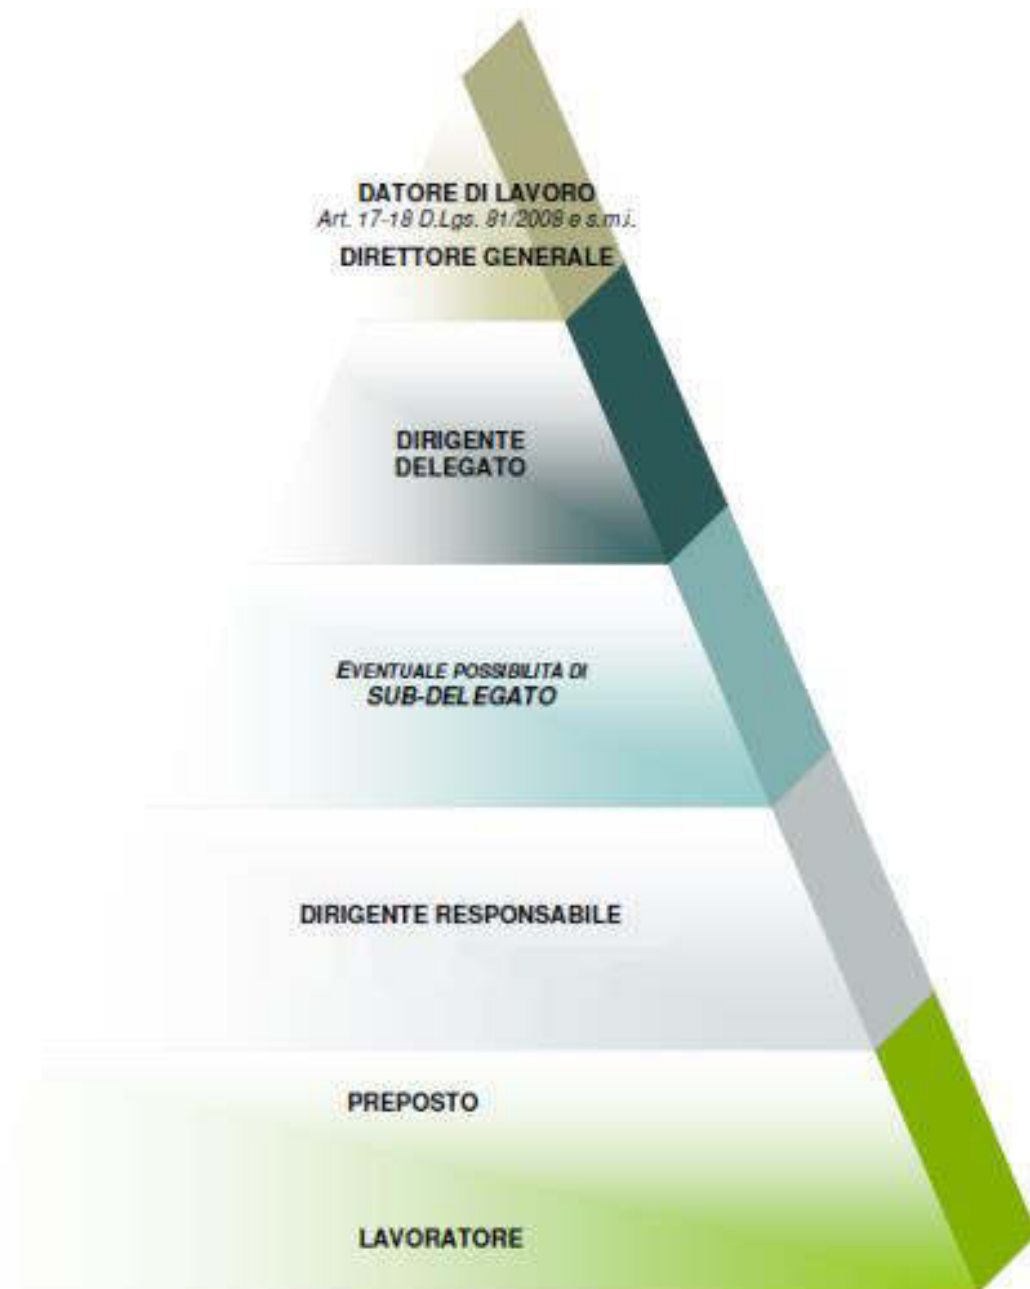 DATORE DI LAVORO
Art. 17-18 D.Lgs. 81/2008 e s.m.i.
DIRETTORE GENERALE
DIRIGENTE
DELEGATO
EVENTUALE POSSIBILITA DI
SUB-DELEGATO
DIRIGENTE RESPONSABILE
PREPOSTO
LAVORATORE